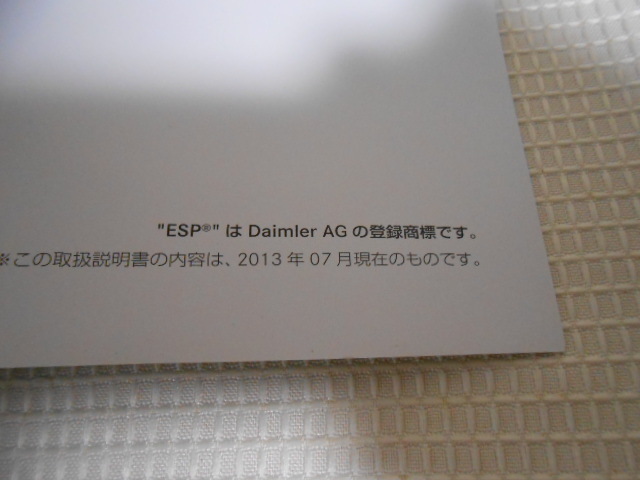 "ESP®" は Daimler AG の登録商標です。
※この取扱説明書の内容は、2013 年 07 月現在のものです。